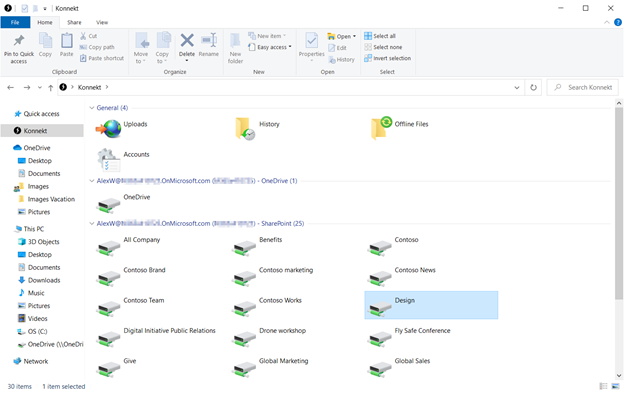 Konnekt
File Home Share View
Pin to Quick access
Copy
Paste
Cut
Copy path
Paste shortcut
Move to
Copy to
Delete
Rename
New folder
New item
Easy access
Properties
Open
Edit
History
Select all
Select none
Invert selection
Clipboard Organize New Open Select
Konnekt
Search Konnekt
Quick access
Konnekt
OneDrive
Desktop
Documents
Images
Images Vacation
Pictures
This PC
3D Objects
Desktop
Documents
Downloads
Music
Pictures
Videos
OS (C:)
OneDrive (\\OneDri
Network
General (4)
Uploads History Offline Files
Accounts
AlexW@ .OnMicrosoft.com ( ) - OneDrive (1)
OneDrive
AlexW@ .OnMicrosoft.com ( ) - SharePoint (25)
All Company Benefits Contoso
Contoso Brand Contoso marketing Contoso News
Contoso Team Contoso Works Design
Digital Initiative Public Relations Drone workshop Fly Safe Conference
Give Global Marketing Global Sales
30 items 1 item selected